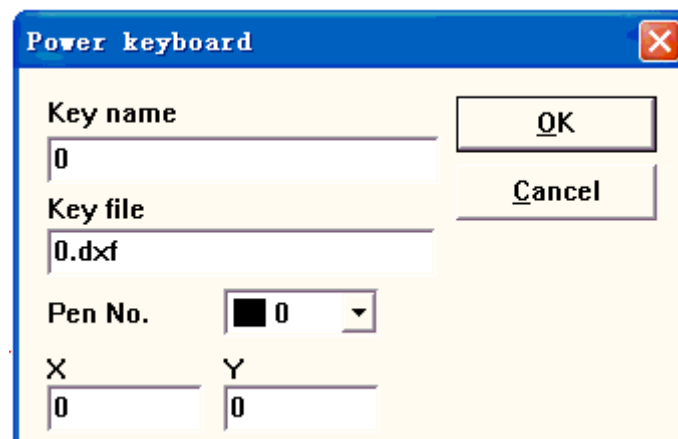 Power keyboard
Key name
OK
0
Cancel
Key file
0.dxf
Pen No. 0
X Y
0 0